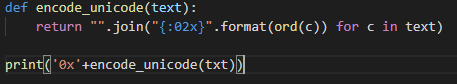 def encode_unicode(text):
    return "".join("{:02x}".format(ord(c)) for c in text)
print('0x'+encode_unicode(txt))